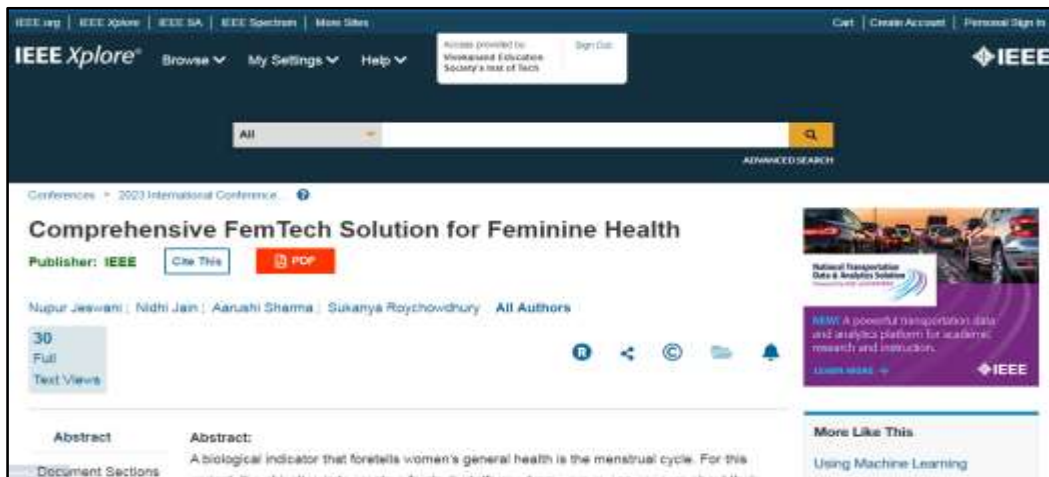 IEEE.org | IEEE Xplore | IEEE SA | IEEE Spectrum | More Sites
Cart | Create Account | Personal Sign In
IEEE Xplore®
Browse
My Settings
Help
Access provided by:
Vivekanand Education
Society's Inst of Tech
Sign Out
IEEE
All
ADVANCED SEARCH
Conferences > 2023 International Conference...
Comprehensive FemTech Solution for Feminine Health
Publisher: IEEE
Cite This
PDF
Nupur Jeswani; Nidhi Jain; Aarushi Sharma; Sukanya Roychowdhury All Authors
30
Full
Text Views
National Transportation
Data & Analytics Solution
NEW! A powerful transportation data
and analytics platform for academic
research and instruction.
LEARN MORE
IEEE
Abstract
Document Sections
Abstract:
A biological indicator that foretells women's general health is the menstrual cycle. For this
More Like This
Using Machine Learning